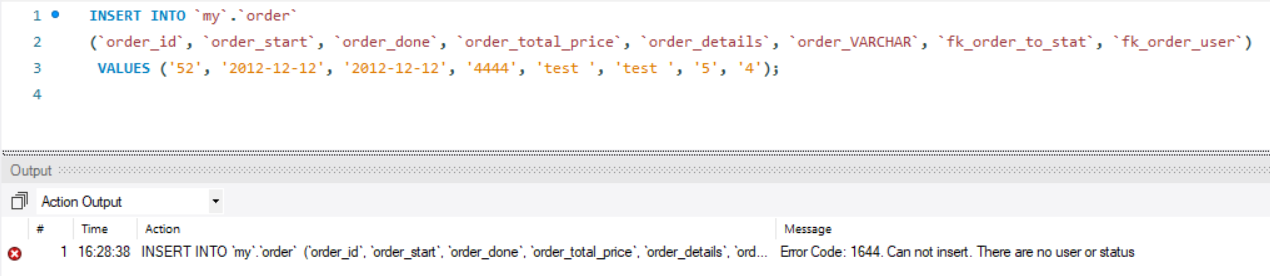 1 INSERT INTO `my`.`order`
2 (`order_id`, `order_start`, `order_done`, `order_total_price`, `order_details`, `order_VARCHAR`, `fk_order_to_stat`, `fk_order_user`)
3 VALUES ('52', '2012-12-12', '2012-12-12', '4444', 'test ', 'test ', '5', '4');
4
Output
Action Output
# Time Action Message
1 16:28:38 INSERT INTO `my`.`order` (`order_id`, `order_start`, `order_done`, `order_total_price`, `order_details`, `ord... Error Code: 1644. Can not insert. There are no user or status